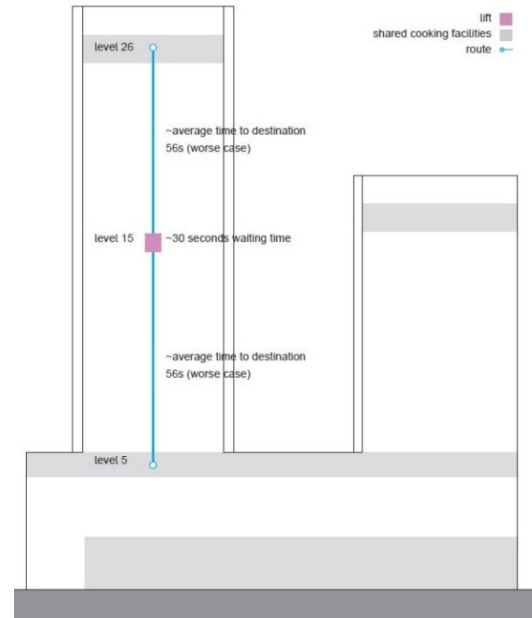 lift
shared cooking facilities
route
level 26
~average time to destination
56s (worse case)
level 15
~30 seconds waiting time
~average time to destination
56s (worse case)
level 5